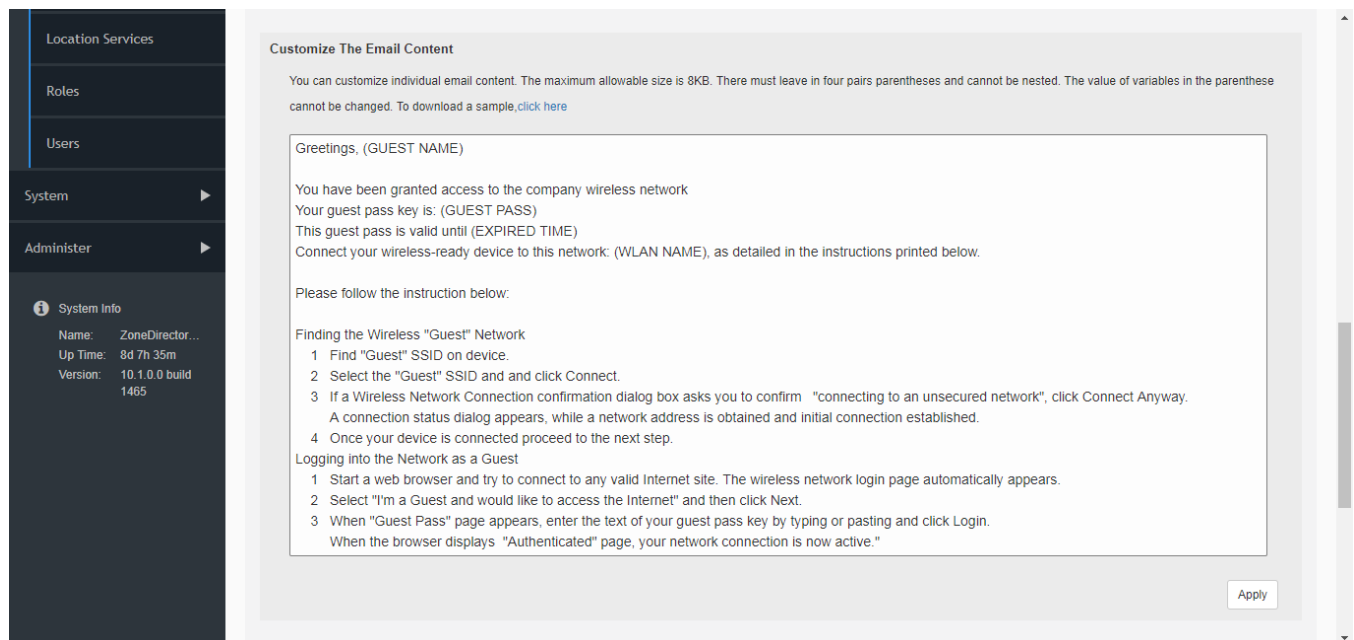 Location Services
Roles
Users
System
Administer
System Info
Name: ZoneDirector...
Up Time: 8d 7h 35m
Version: 10.1.0.0 build
1465
Customize The Email Content
You can customize individual email content. The maximum allowable size is 8KB. There must leave in four pairs parentheses and cannot be nested. The value of variables in the parenthese
cannot be changed. To download a sample,click here
Greetings, (GUEST NAME)
You have been granted access to the company wireless network
Your guest pass key is: (GUEST PASS)
This guest pass is valid until (EXPIRED TIME)
Connect your wireless-ready device to this network: (WLAN NAME), as detailed in the instructions printed below.
Please follow the instruction below:
Finding the Wireless "Guest" Network
1 Find "Guest" SSID on device.
2 Select the "Guest" SSID and and click Connect.
3 If a Wireless Network Connection confirmation dialog box asks you to confirm "connecting to an unsecured network", click Connect Anyway.
A connection status dialog appears, while a network address is obtained and initial connection established.
4 Once your device is connected proceed to the next step.
Logging into the Network as a Guest
1 Start a web browser and try to connect to any valid Internet site. The wireless network login page automatically appears.
2 Select "I'm a Guest and would like to access the Internet" and then click Next.
3 When "Guest Pass" page appears, enter the text of your guest pass key by typing or pasting and click Login.
When the browser displays "Authenticated" page, your network connection is now active."
Apply